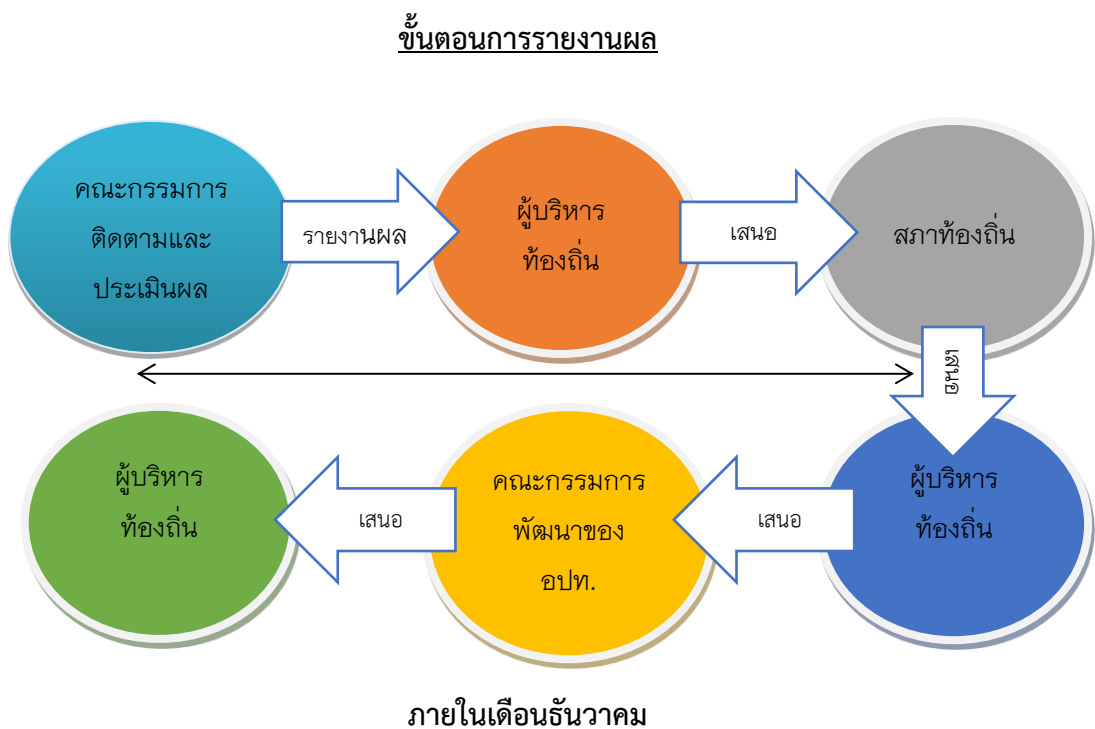 ขั้นตอนการรายงานผล
คณะกรรมการ
ติดตามและ
ประเมินผล
รายงานผล
ผู้บริหาร
ท้องถิ่น
เสนอ
สภาท้องถิ่น
เสนอ
ผู้บริหาร
ท้องถิ่น
เสนอ
คณะกรรมการ
พัฒนาของ
อปท.
เสนอ
ผู้บริหาร
ท้องถิ่น
ภายในเดือนธันวาคม